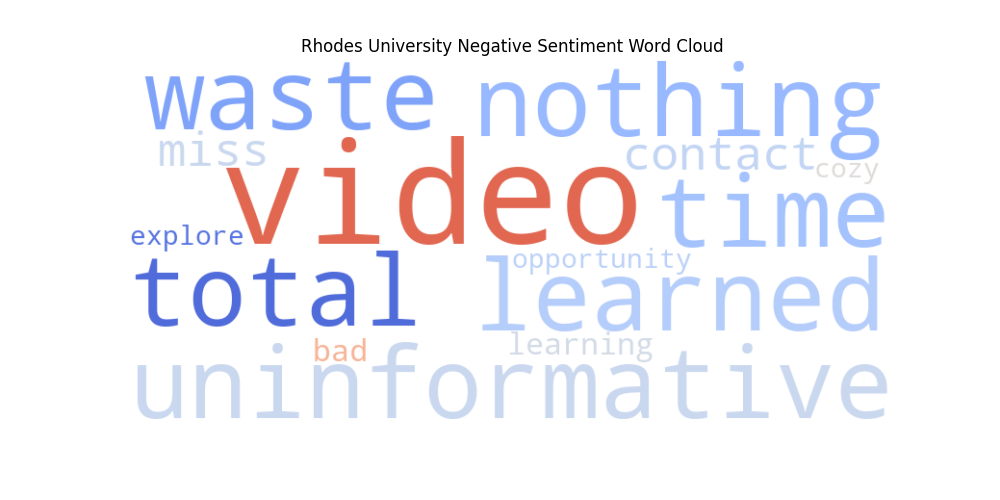 Rhodes University Negative Sentiment Word Cloud
waste nothing
miss contact cozy
video time
explore
total learned opportunity
bad learning
uninformative